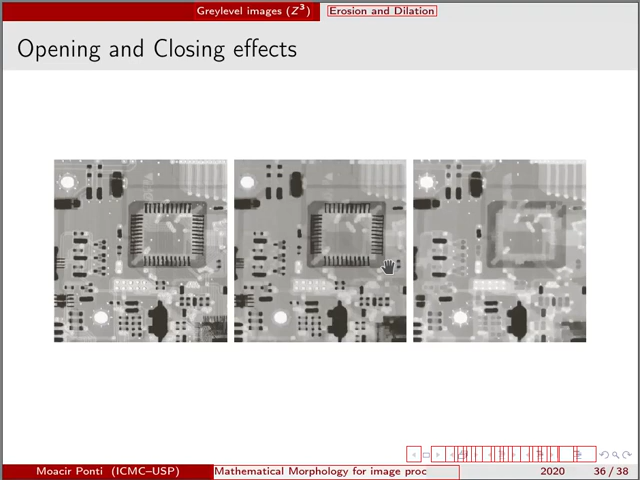 Greylevel images (Z³) Erosion and Dilation
Opening and Closing effects
Moacir Ponti (ICMC–USP) Mathematical Morphology for image proc 2020 36 / 38